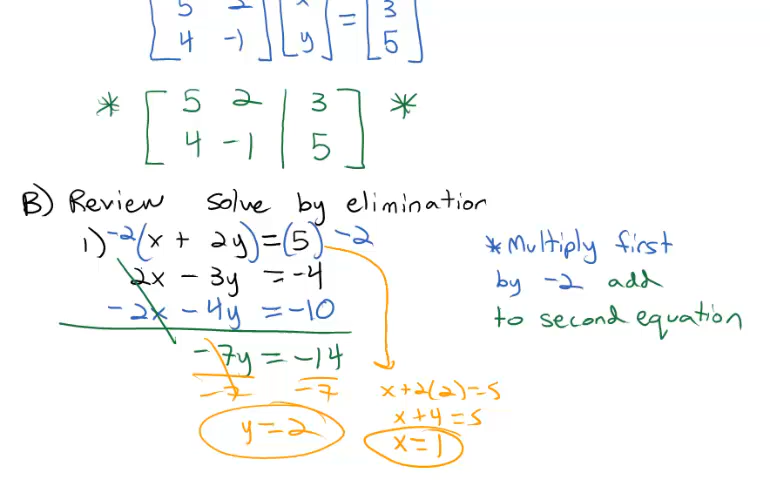 [5 2] [x] = [3]
[4 -1] [y] = [5]
* [5 2 | 3] *
[4 -1 | 5]
B) Review solve by elimination
1) -2(x + 2y) = (5) -2
2x - 3y = -4
-2x - 4y = -10
-7y = -14
-7 -7
y = 2
x + 2(2) = 5
x + 4 = 5
x = 1
* Multiply first
by -2 add
to second equation